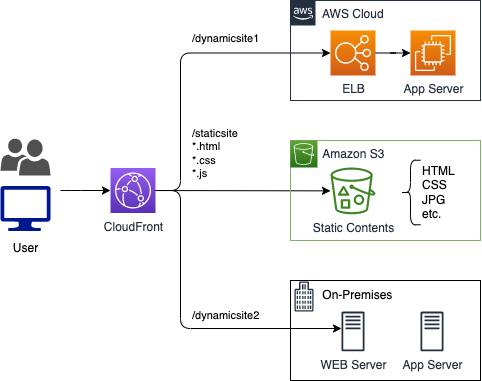 aws
AWS Cloud
/dynamicsite1
ELB
App Server
/staticsite
*.html
*.css
*.js
Amazon S3
HTML
CSS
JPG
etc.
Static Contents
User
CloudFront
On-Premises
/dynamicsite2
WEB Server
App Server